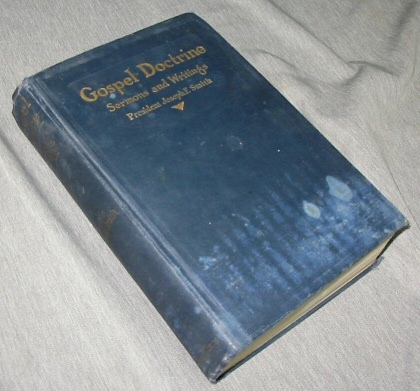 Gospel Doctrine
Sermons and Writings
President Joseph F. Smith